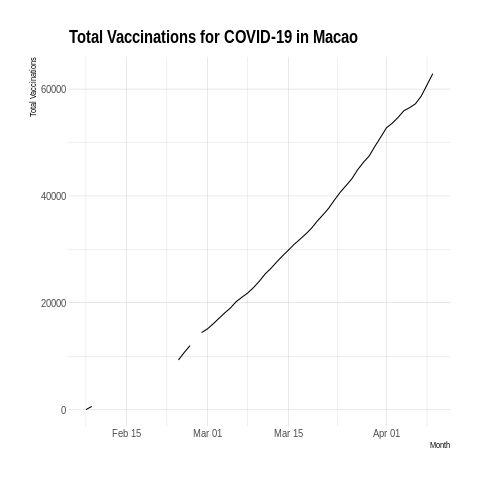 Total Vaccinations for COVID-19 in Macao
Total Vaccinations
60000
40000
20000
0
Feb 15 Mar 01 Mar 15 Apr 01
Month